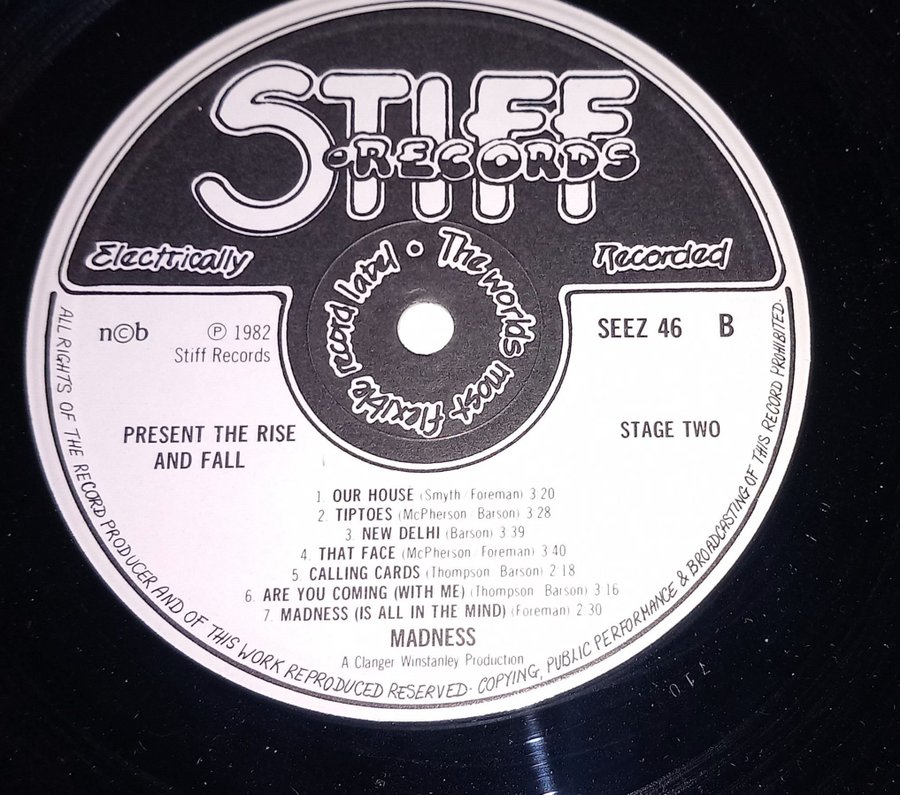 STIFF
RECORDS
Electrically
Recorded
The worlds most flexible record label
n©b
℗ 1982
Stiff Records
SEEZ 46 B
PRESENT THE RISE
AND FALL
STAGE TWO
1. OUR HOUSE (Smyth/Foreman) 3.20
2. TIPTOES (McPherson/Barson) 3.28
3. NEW DELHI (Barson) 3.39
4. THAT FACE (McPherson/Foreman) 3.40
5. CALLING CARDS (Thompson/Barson) 2.18
6. ARE YOU COMING (WITH ME) (Thompson/Barson) 3.16
7. MADNESS (IS ALL IN THE MIND) (Foreman) 2.30
MADNESS
A Clanger Winstanley Production
ALL RIGHTS OF THE RECORD PRODUCER AND OF THIS WORK REPRODUCED RESERVED· COPYING, PUBLIC PERFORMANCE & BROADCASTING OF THIS RECORD PROHIBITED·